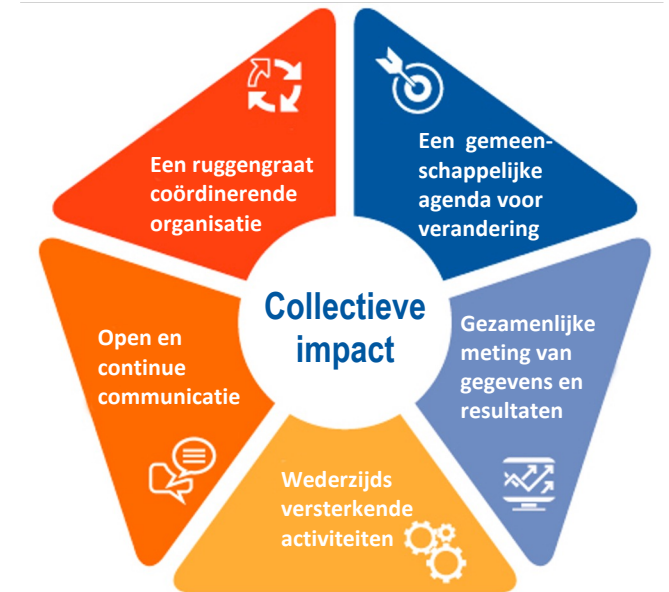 Een ruggengraat
coördinerende
organisatie
Een gemeen-
schappelijke
agenda voor
verandering
Collectieve
impact
Open en
continue
communicatie
Gezamenlijke
meting van
gegevens en
resultaten
Wederzijds
versterkende
activiteiten